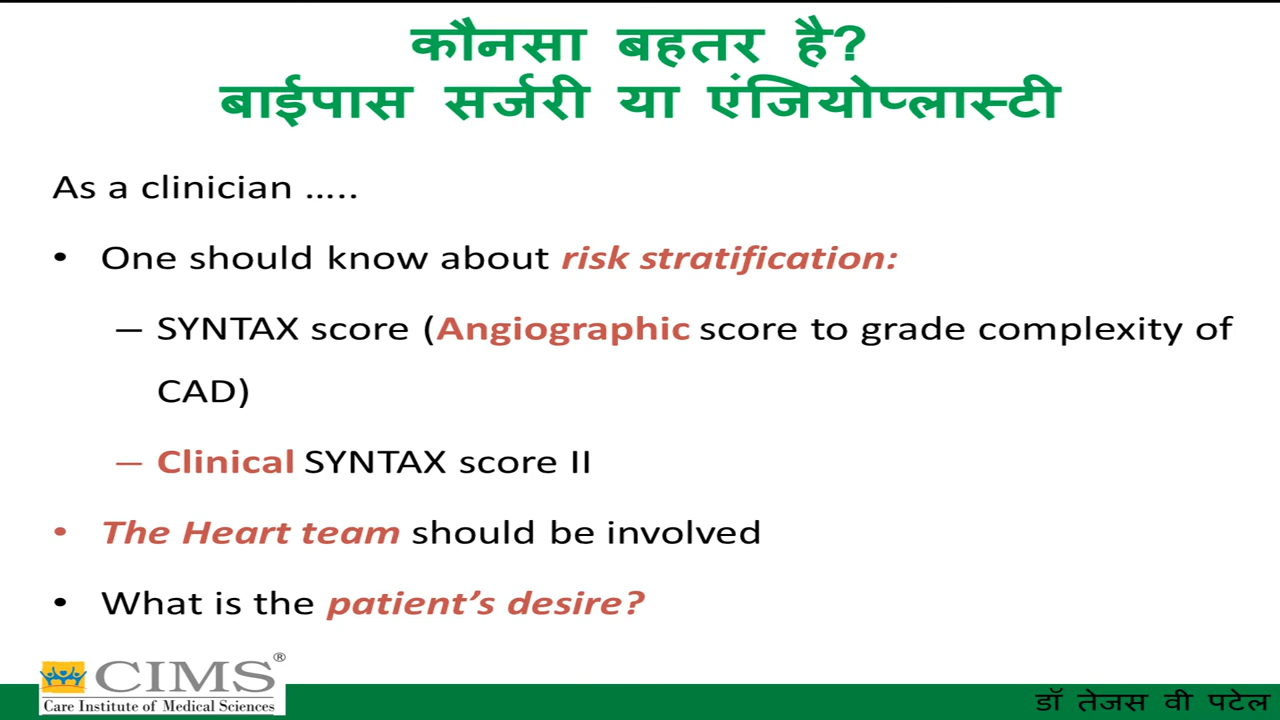 कौनसा बहतर है?
बाईपास सर्जरी या एंजियोप्लास्टी
As a clinician .....
• One should know about risk stratification:
– SYNTAX score (Angiographic score to grade complexity of
CAD)
– Clinical SYNTAX score II
• The Heart team should be involved
• What is the patient’s desire?
CIMS®
Care Institute of Medical Sciences
डॉ तेजस वी पटेल